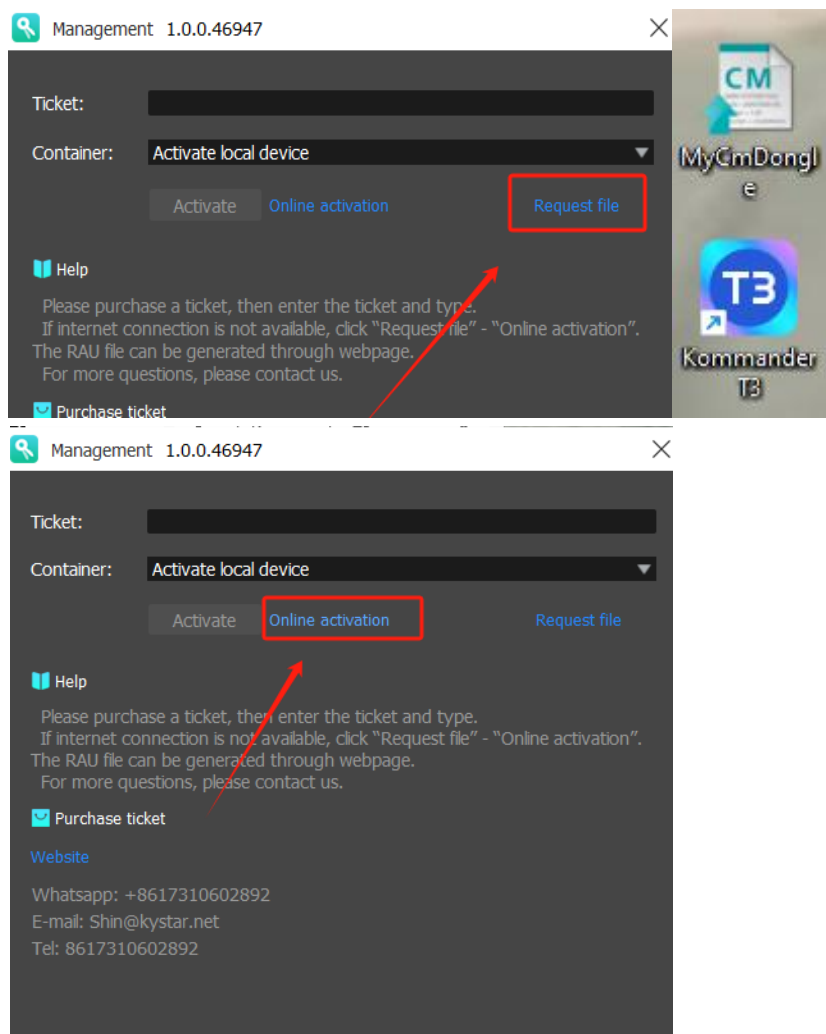 Management 1.0.0.46947
Ticket:
Container: Activate local device
Activate Online activation Request file
Help
Please purchase a ticket, then enter the ticket and type.
If internet connection is not available, click “Request file” - “Online activation”.
The RAU file can be generated through webpage.
For more questions, please contact us.
Purchase ticket
CM
MyCmDongl
e
T3
Kommander
T3
Management 1.0.0.46947
Ticket:
Container: Activate local device
Activate Online activation Request file
Help
Please purchase a ticket, then enter the ticket and type.
If internet connection is not available, click “Request file” - “Online activation”.
The RAU file can be generated through webpage.
For more questions, please contact us.
Purchase ticket
Website
Whatsapp: +8617310602892
E-mail: Shin@kystar.net
Tel: 8617310602892